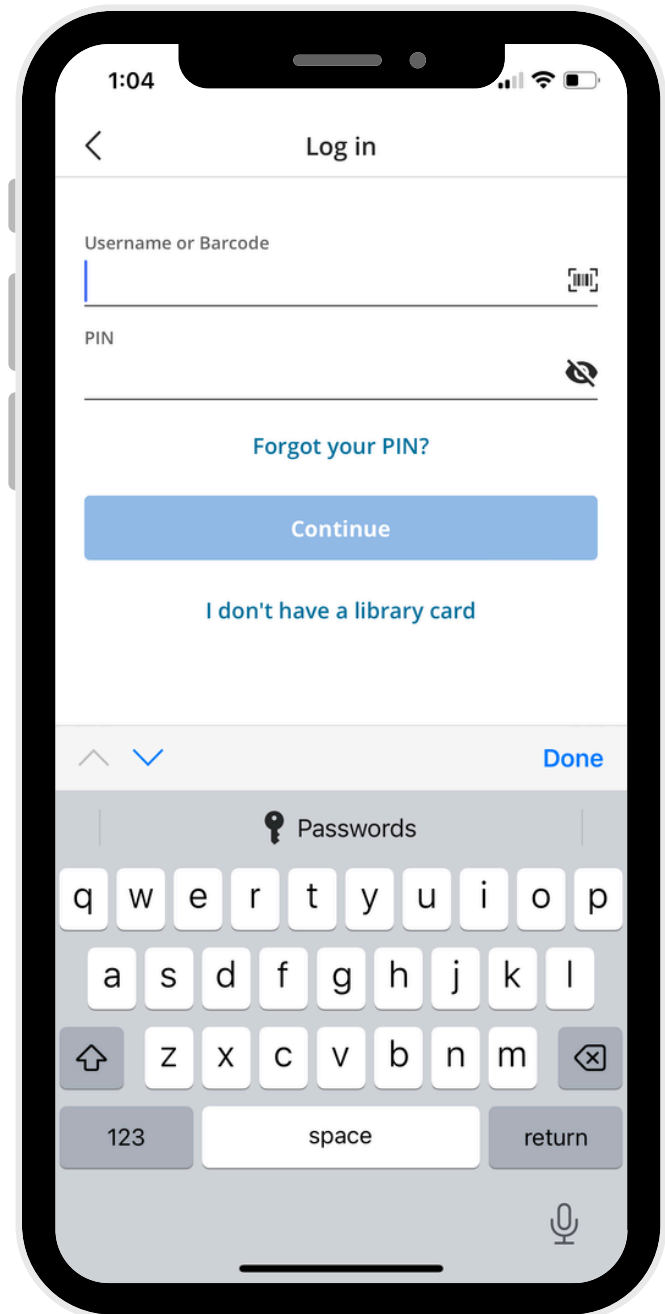 1:04
Log in
Username or Barcode
PIN
Forgot your PIN?
Continue
I don't have a library card
Done
Passwords
q w e r t y u i o p
a s d f g h j k l
z x c v b n m
123 space return